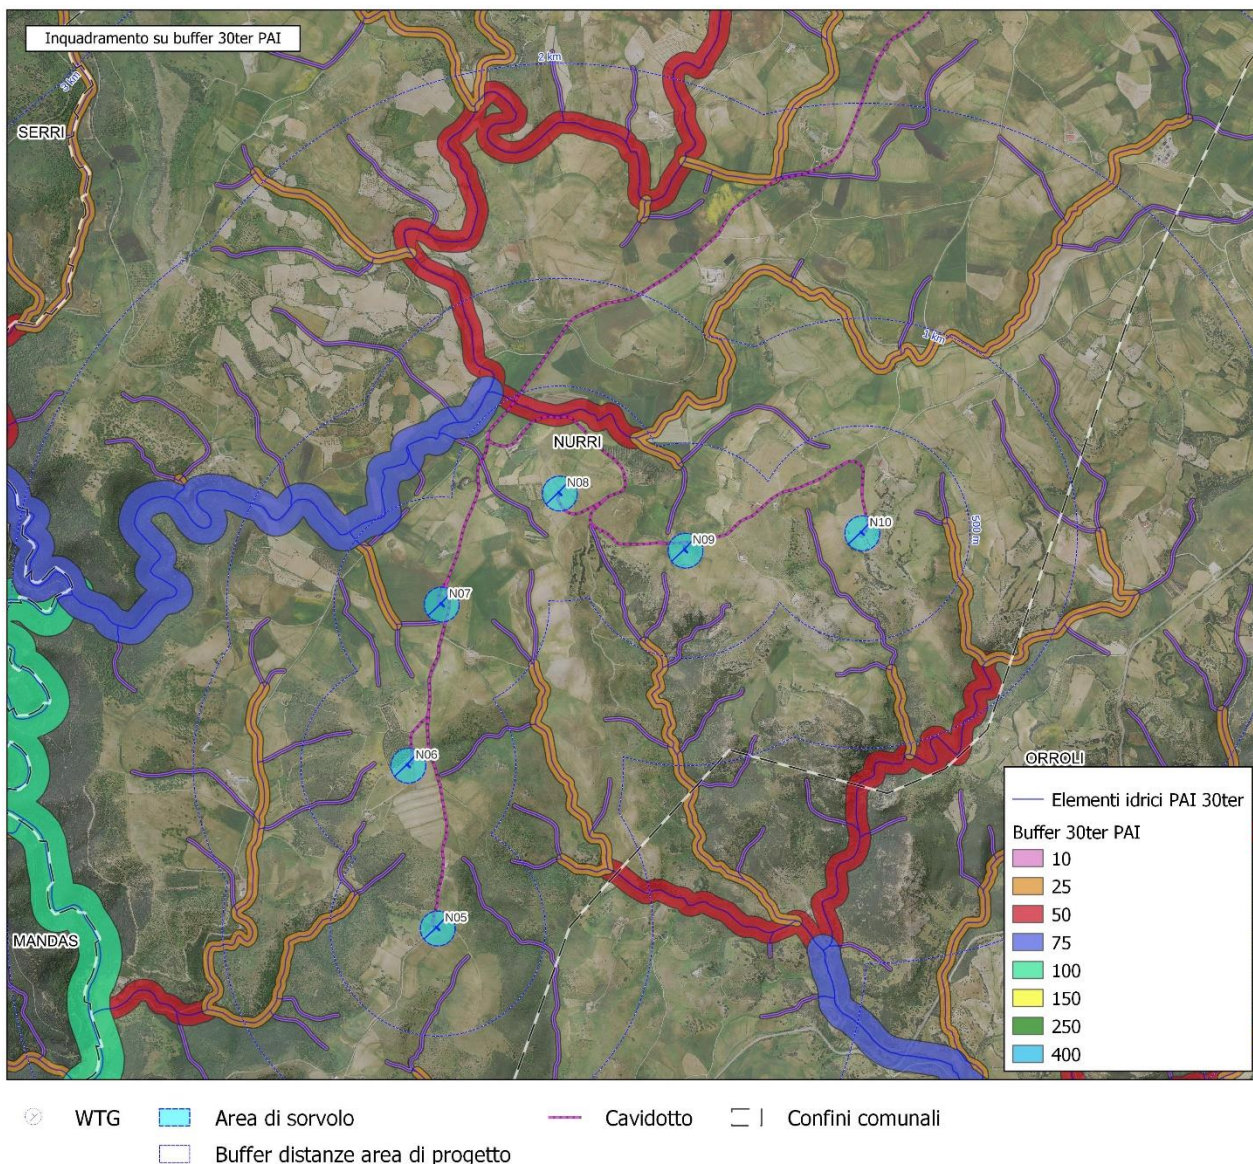 Inquadramento su buffer 30ter PAI
2 km
3 km
SERRI
1 km
NURRI
N08
N10
500 m
N09
N07
N06
ORROLI
N05
MANDAS
Elementi idrici PAI 30ter
Buffer 30ter PAI
10
25
50
75
100
150
250
400
WTG
Area di sorvolo
Cavidotto
Confini comunali
Buffer distanze area di progetto